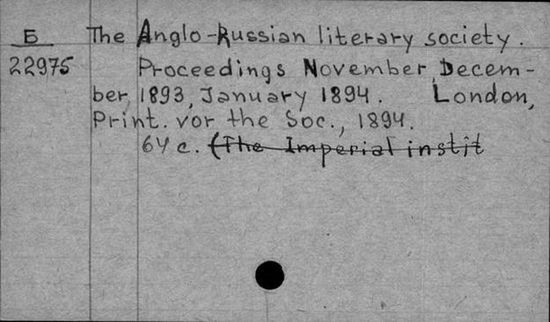 Б The Anglo-Russian literary society.
22975 Proceedings November, Decem-
ber, 1893, January 1894. London,
Print. vor the Soc., 1894.
64 с. (The Imperial instit